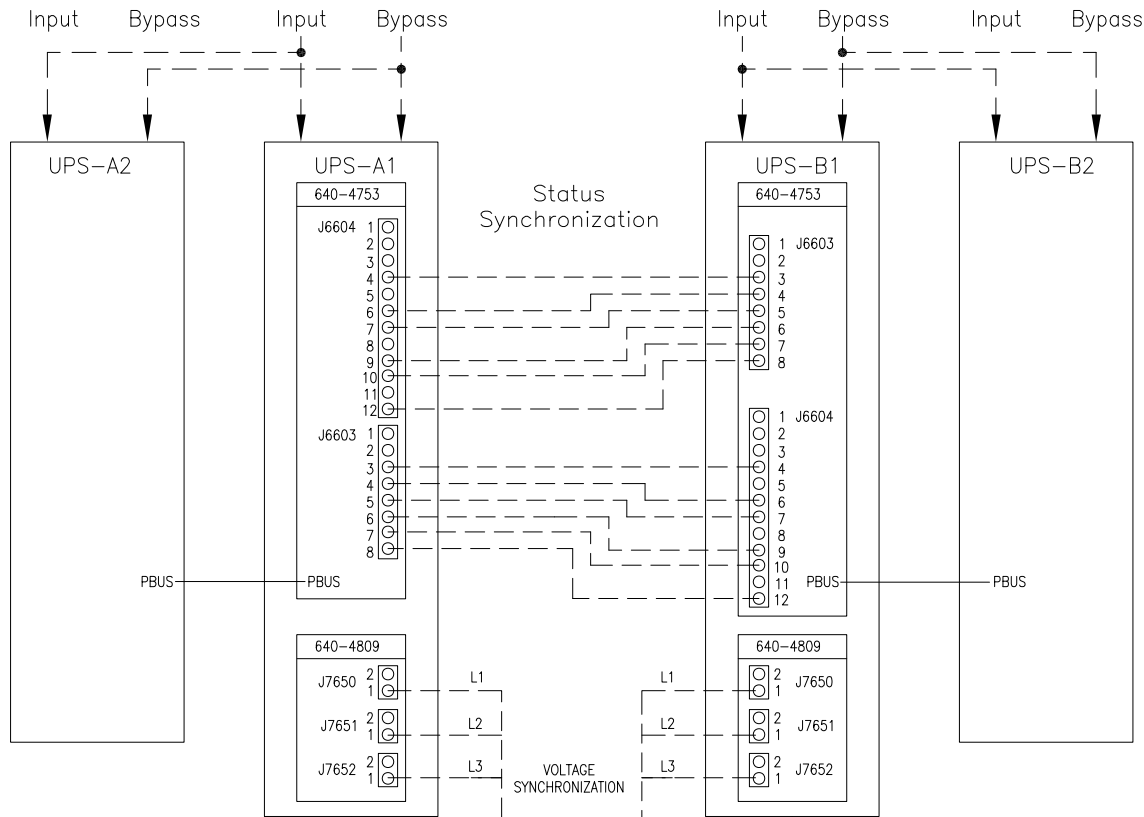 Input Bypass Input Bypass Input Bypass Input Bypass
UPS-A2
UPS-A1
UPS-B1
UPS-B2
640-4753
640-4753
Status
Synchronization
J6604
1
2
3
4
5
6
7
8
9
10
11
12
J6603
1
2
3
4
5
6
7
8
1 J6603
2
3
4
5
6
7
8
1 J6604
2
3
4
5
6
7
8
9
10
11
12
PBUS
PBUS
PBUS
PBUS
640-4809
J7650
2
1
J7651
2
1
J7652
2
1
L1
L2
L3
VOLTAGE
SYNCHRONIZATION
L1
L2
L3
640-4809
2
1
J7650
2
1
J7651
2
1
J7652